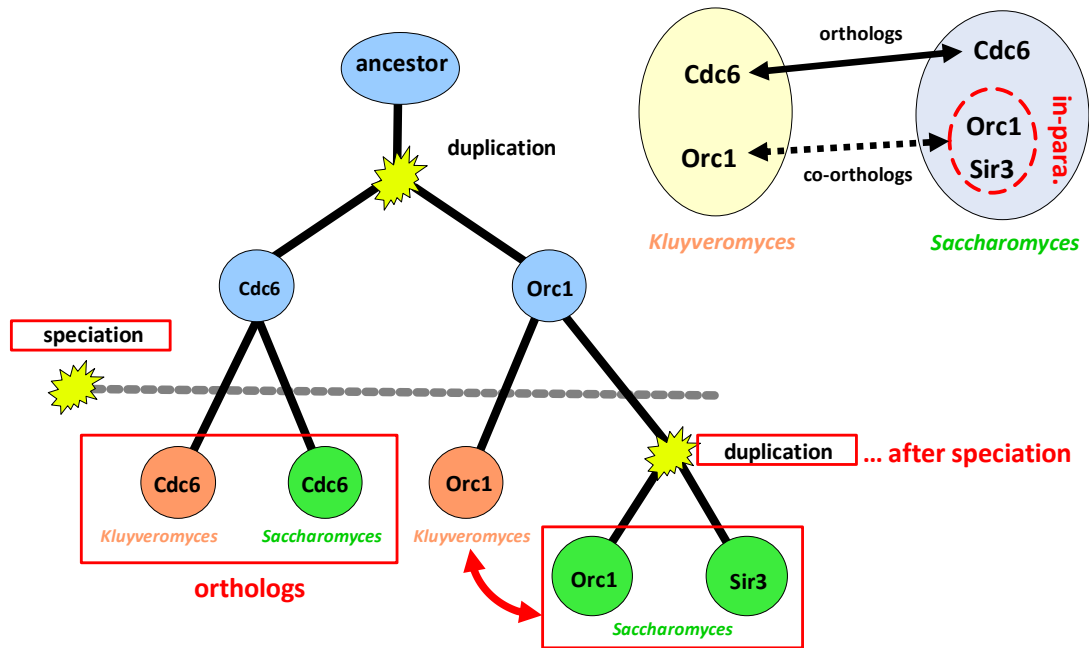 ancestor
duplication
Cdc6
Orc1
speciation
duplication
... after speciation
Cdc6
Cdc6
Orc1
Kluyveromyces
Saccharomyces
Kluyveromyces
orthologs
Orc1
Sir3
Saccharomyces
orthologs
Cdc6
Cdc6
Orc1
Orc1
Sir3
in-para.
co-orthologs
Kluyveromyces
Saccharomyces